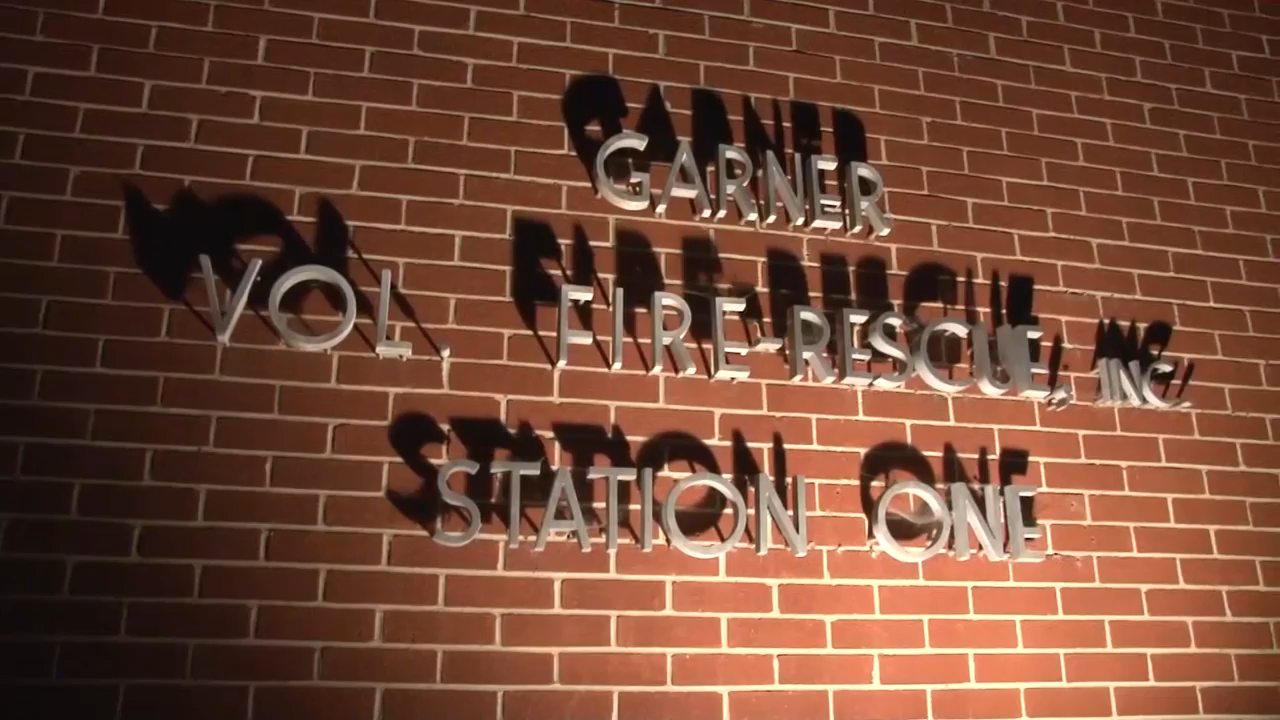 GARNER
VOL. FIRE-RESCUE, INC.
STATION ONE